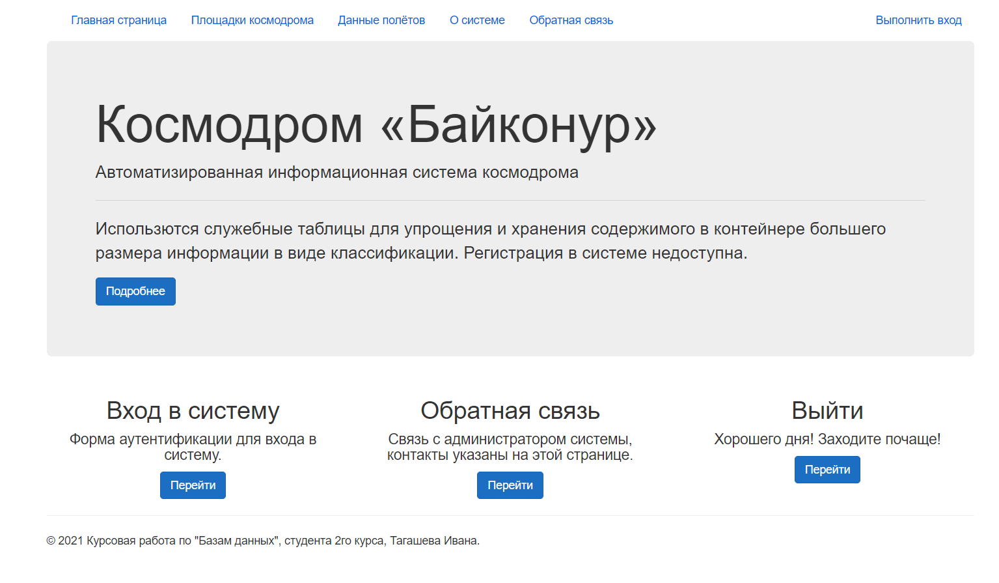 Главная страница Площадки космодрома Данные полётов О системе Обратная связь Выполнить вход
Космодром «Байконур»
Автоматизированная информационная система космодрома
Использются служебные таблицы для упрощения и хранения содержимого в контейнере большего
размера информации в виде классификации. Регистрация в системе недоступна.
Подробнее
Вход в систему
Форма аутентификации для входа в
систему.
Перейти
Обратная связь
Связь с администратором системы,
контакты указаны на этой странице.
Перейти
Выйти
Хорошего дня! Заходите почаще!
Перейти
© 2021 Курсовая работа по "Базам данных", студента 2го курса, Тагашева Ивана.